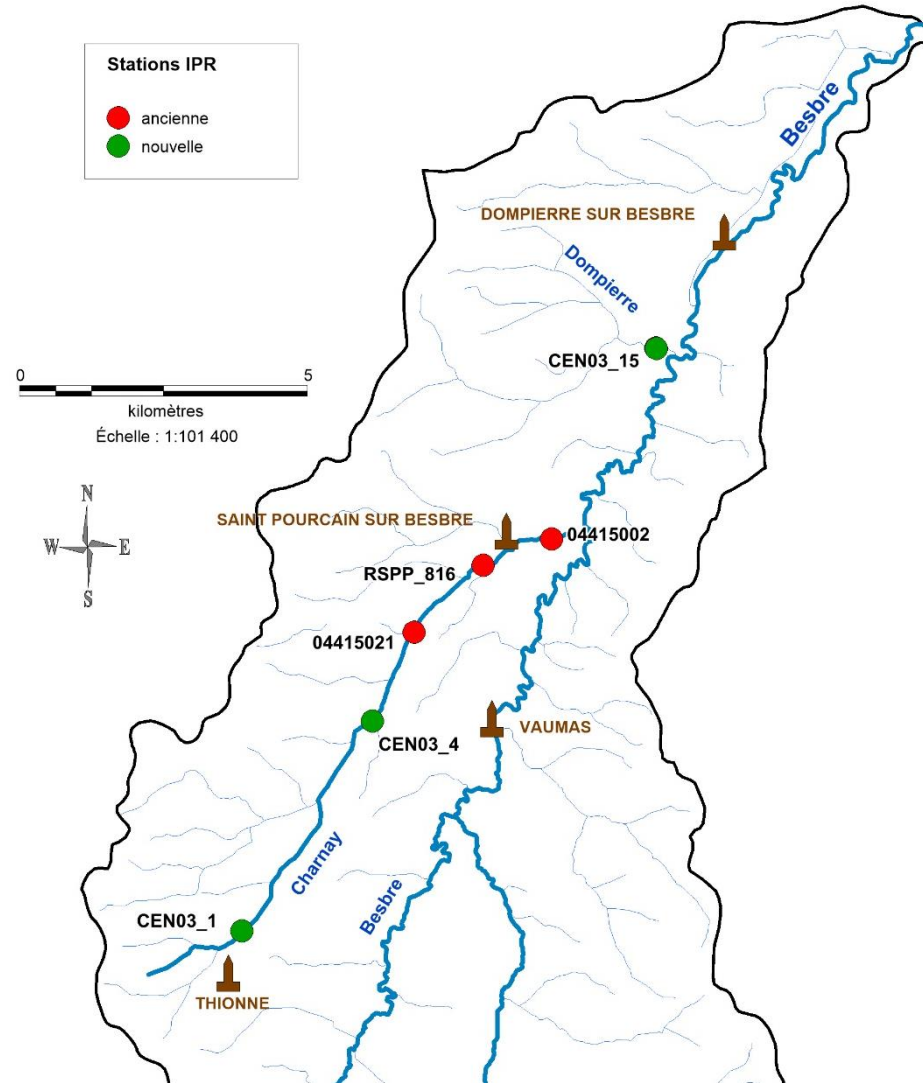 Stations IPR
ancienne
nouvelle
Besbre
DOMPIERRE SUR BESBRE
Dompierre
CEN03_15
0 5
kilomètres
Échelle : 1:101 400
N
W E
S
SAINT POURCAIN SUR BESBRE
04415002
RSPP_816
04415021
VAUMAS
CEN03_4
Charnay
Besbre
CEN03_1
THIONNE